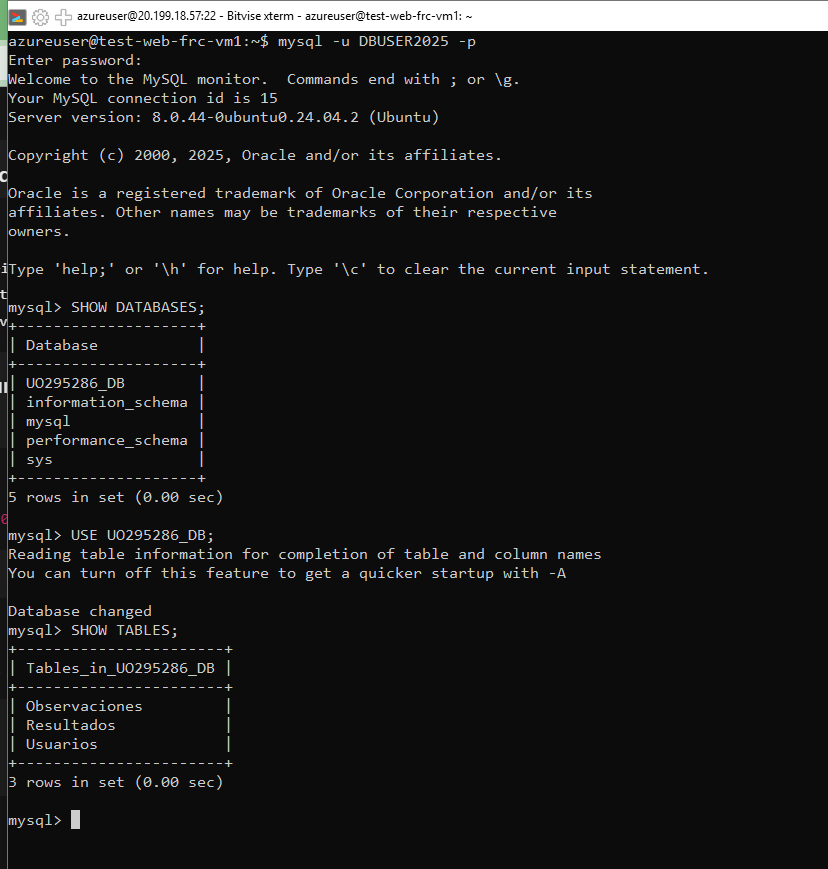 azureuser@20.199.18.57:22 - Bitvise xterm - azureuser@test-web-frc-vm1: ~
azureuser@test-web-frc-vm1:~$ mysql -u DBUSER2025 -p
Enter password:
Welcome to the MySQL monitor.  Commands end with ; or \g.
Your MySQL connection id is 15
Server version: 8.0.44-0ubuntu0.24.04.2 (Ubuntu)

Copyright (c) 2000, 2025, Oracle and/or its affiliates.

Oracle is a registered trademark of Oracle Corporation and/or its
affiliates. Other names may be trademarks of their respective
owners.

Type 'help;' or '\h' for help. Type '\c' to clear the current input statement.

mysql> SHOW DATABASES;
+--------------------+
| Database           |
+--------------------+
| UO295286_DB        |
| information_schema |
| mysql              |
| performance_schema |
| sys                |
+--------------------+
5 rows in set (0.00 sec)

mysql> USE UO295286_DB;
Reading table information for completion of table and column names
You can turn off this feature to get a quicker startup with -A

Database changed
mysql> SHOW TABLES;
+-----------------------+
| Tables_in_UO295286_DB |
+-----------------------+
| Observaciones         |
| Resultados            |
| Usuarios              |
+-----------------------+
3 rows in set (0.00 sec)

mysql>